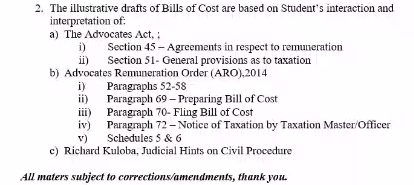 2. The illustrative drafts of Bills of Cost are based on Student's interaction and
interpretation of:
a) The Advocates Act, ;
i) Section 45 – Agreements in respect to remuneration
ii) Section 51- General provisions as to taxation
b) Advocates Remuneration Order (ARO),2014
i) Paragraphs 52-58
ii) Paragraph 69 – Preparing Bill of Cost
iii) Paragraph 70- Fling Bill of Cost
iv) Paragraph 72 – Notice of Taxation by Taxation Master/Officer
v) Schedules 5 & 6
c) Richard Kuloba, Judicial Hints on Civil Procedure
All maters subject to corrections/amendments, thank you.